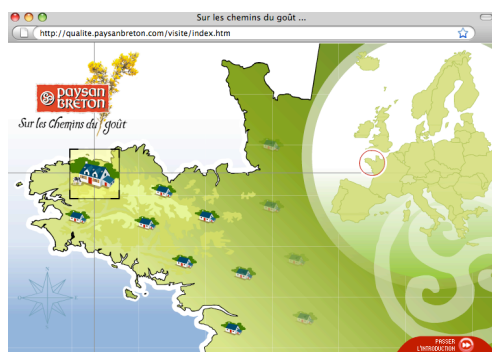 Sur les chemins du goût ...
http://qualite.paysanbreton.com/visite/index.htm
paysan
BRETON
Sur les Chemins du goût
PASSER
L'INTRODUCTION